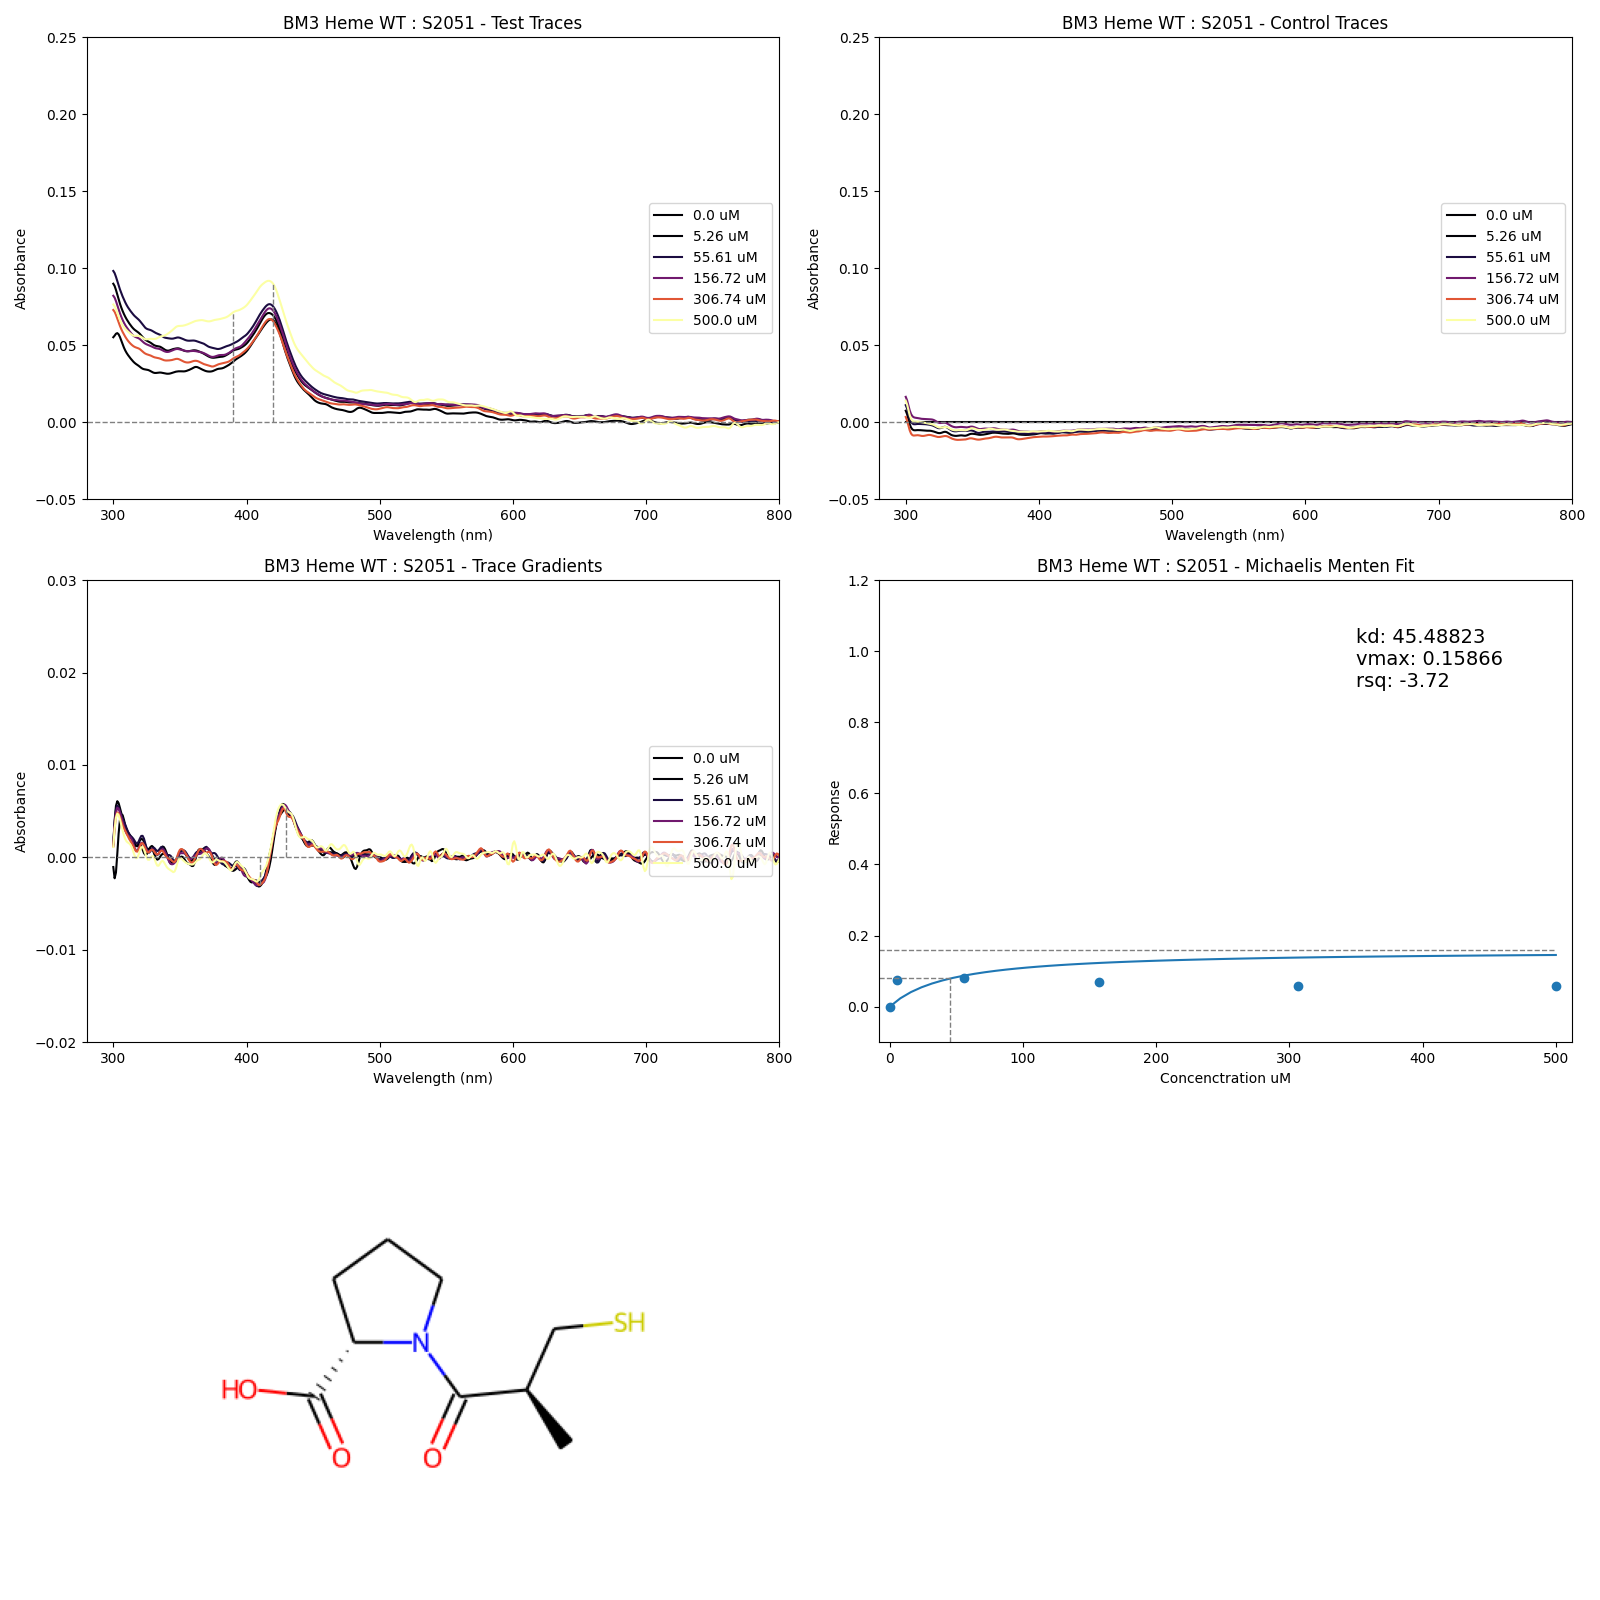 BM3 Heme WT : S2051 - Test Traces
0.25
0.20
0.15
0.10
0.05
0.00
−0.05
Absorbance
300 400 500 600 700 800
Wavelength (nm)
0.0 uM
5.26 uM
55.61 uM
156.72 uM
306.74 uM
500.0 uM
BM3 Heme WT : S2051 - Control Traces
0.25
0.20
0.15
0.10
0.05
0.00
−0.05
Absorbance
300 400 500 600 700 800
Wavelength (nm)
0.0 uM
5.26 uM
55.61 uM
156.72 uM
306.74 uM
500.0 uM
BM3 Heme WT : S2051 - Trace Gradients
0.03
0.02
0.01
0.00
−0.01
−0.02
Absorbance
300 400 500 600 700 800
Wavelength (nm)
0.0 uM
5.26 uM
55.61 uM
156.72 uM
306.74 uM
500.0 uM
BM3 Heme WT : S2051 - Michaelis Menten Fit
1.2
1.0
0.8
0.6
0.4
0.2
0.0
Response
0 100 200 300 400 500
Concenctration uM
kd: 45.48823
vmax: 0.15866
rsq: -3.72
SH
N
HO
O
O